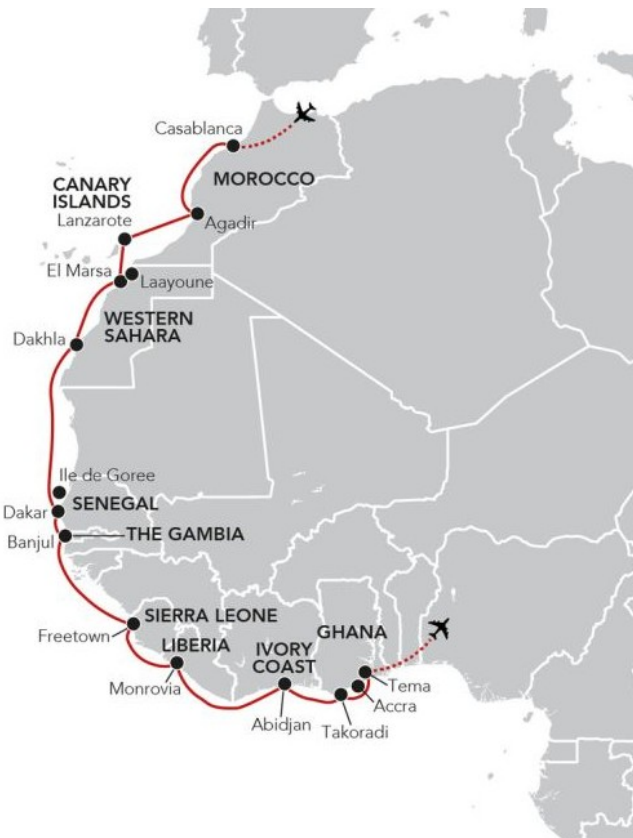 Casablanca
MOROCCO
CANARY
ISLANDS
Lanzarote
Agadir
El Marsa
Laayoune
WESTERN
SAHARA
Dakhla
Ile de Goree
SENEGAL
Dakar
Banjul
THE GAMBIA
SIERRA LEONE
Freetown
LIBERIA
Monrovia
IVORY
COAST
Abidjan
GHANA
Tema
Accra
Takoradi